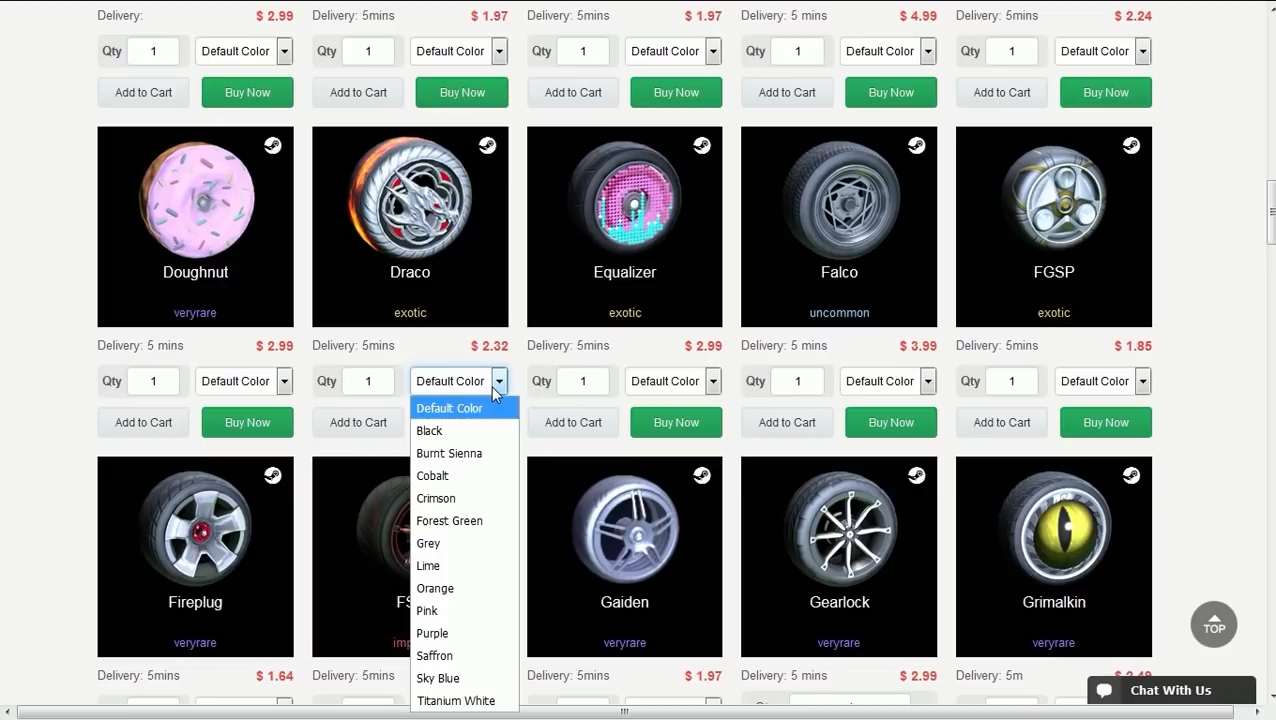 Delivery: $ 2.99 Delivery: 5mins $ 1.97 Delivery: 5mins $ 1.97 Delivery: 5 mins $ 4.99 Delivery: 5mins $ 2.24
Qty 1 Default Color Qty 1 Default Color Qty 1 Default Color Qty 1 Default Color Qty 1 Default Color
Add to Cart Buy Now Add to Cart Buy Now Add to Cart Buy Now Add to Cart Buy Now Add to Cart Buy Now
Doughnut Draco Equalizer Falco FGSP
veryrare exotic exotic uncommon exotic
Delivery: 5 mins $ 2.99 Delivery: 5mins $ 2.32 Delivery: 5mins $ 2.99 Delivery: 5 mins $ 3.99 Delivery: 5mins $ 1.85
Qty 1 Default Color Qty 1 Default Color Qty 1 Default Color Qty 1 Default Color Qty 1 Default Color
Add to Cart Buy Now Add to Cart Add to Cart Buy Now Add to Cart Buy Now Add to Cart Buy Now
Default Color
Black
Burnt Sienna
Cobalt
Crimson
Forest Green
Grey
Lime
Orange
Pink
Purple
Saffron
Sky Blue
Titanium White
Fireplug Gaiden Gearlock Grimalkin
veryrare veryrare veryrare veryrare
TOP
Delivery: 5mins $ 1.64 Delivery: 5mins Delivery: 5mins $ 1.97 Delivery: 5 mins $ 2.99 Delivery: 5m
Chat With Us